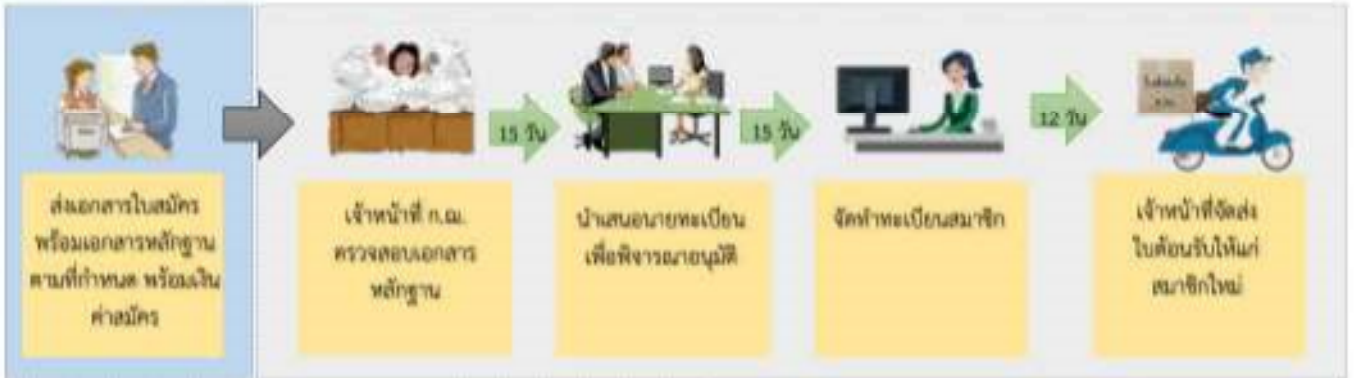 ส่งเอกสารใบสมัคร
พร้อมเอกสารหลักฐาน
ตามที่กำหนด พร้อมเงิน
ค่าสมัคร
15 วัน
15 วัน
12 วัน
เจ้าหน้าที่ ก.ฌ.
ตรวจสอบเอกสาร
หลักฐาน
นำเสนอนายทะเบียน
เพื่อพิจารณาอนุมัติ
จัดทำทะเบียนสมาชิก
เจ้าหน้าที่จัดส่ง
ใบต้อนรับให้แก่
สมาชิกใหม่